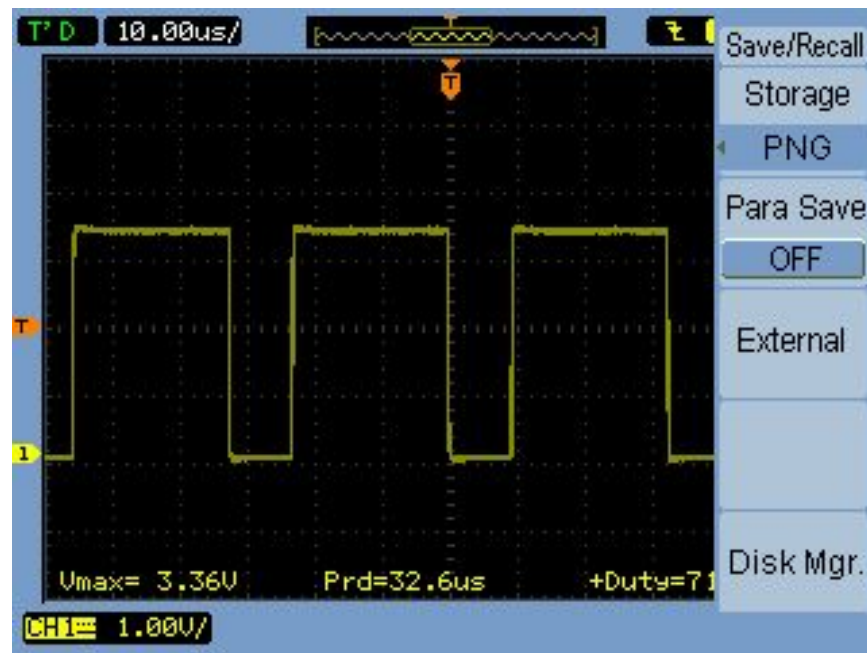 T'D 10.00us/
T
T
T
1
Vmax= 3.36V Prd=32.6us +Duty=71
CH1 1.00V/
Save/Recall
Storage
PNG
Para Save
OFF
External
Disk Mgr.